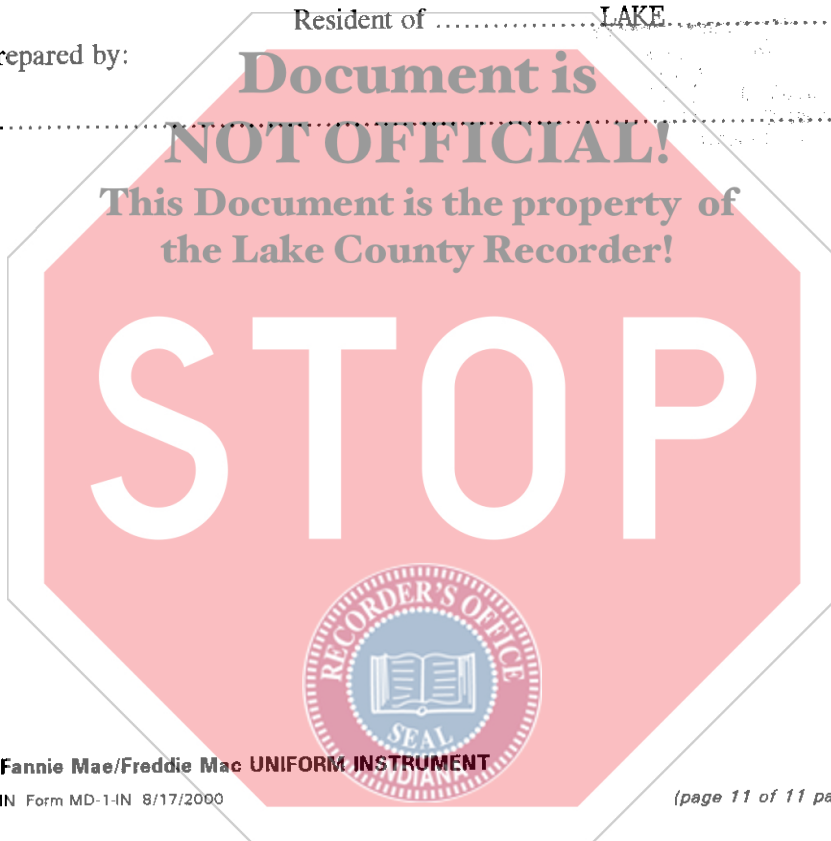 Resident of ........................ LAKE ........................
repared by:
Document is
NOT OFFICIAL!
This Document is the property of
the Lake County Recorder!
STOP
RECORDER'S OFFICE
SEAL
INDIANA
Fannie Mae/Freddie Mac UNIFORM INSTRUMENT
IN Form MD-1-IN 8/17/2000
(page 11 of 11 pa